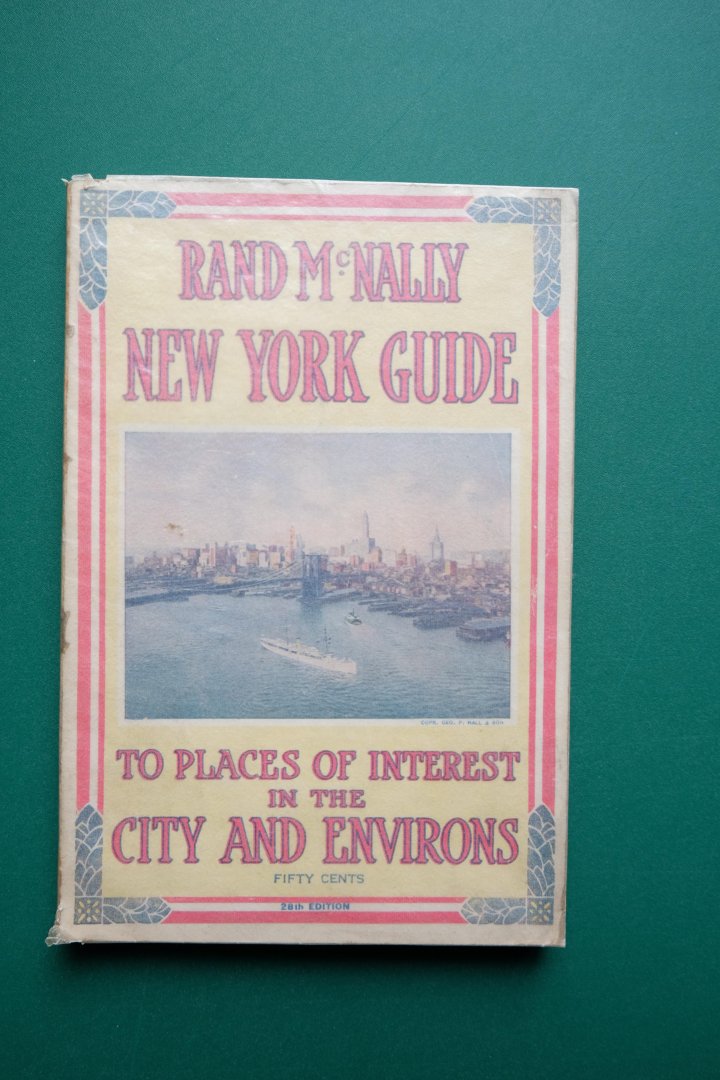 RAND McNALLY
NEW YORK GUIDE
COPR. GEO. P. HALL & SON
TO PLACES OF INTEREST
IN THE
CITY AND ENVIRONS
FIFTY CENTS
28th EDITION